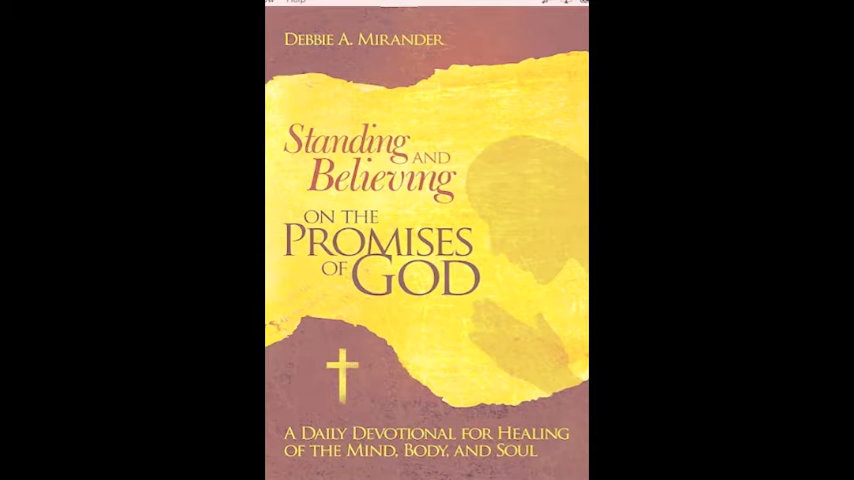 Help
DEBBIE A. MIRANDER
Standing AND
Believing
ON THE
PROMISES
OF GOD
A DAILY DEVOTIONAL FOR HEALING
OF THE MIND, BODY, AND SOUL